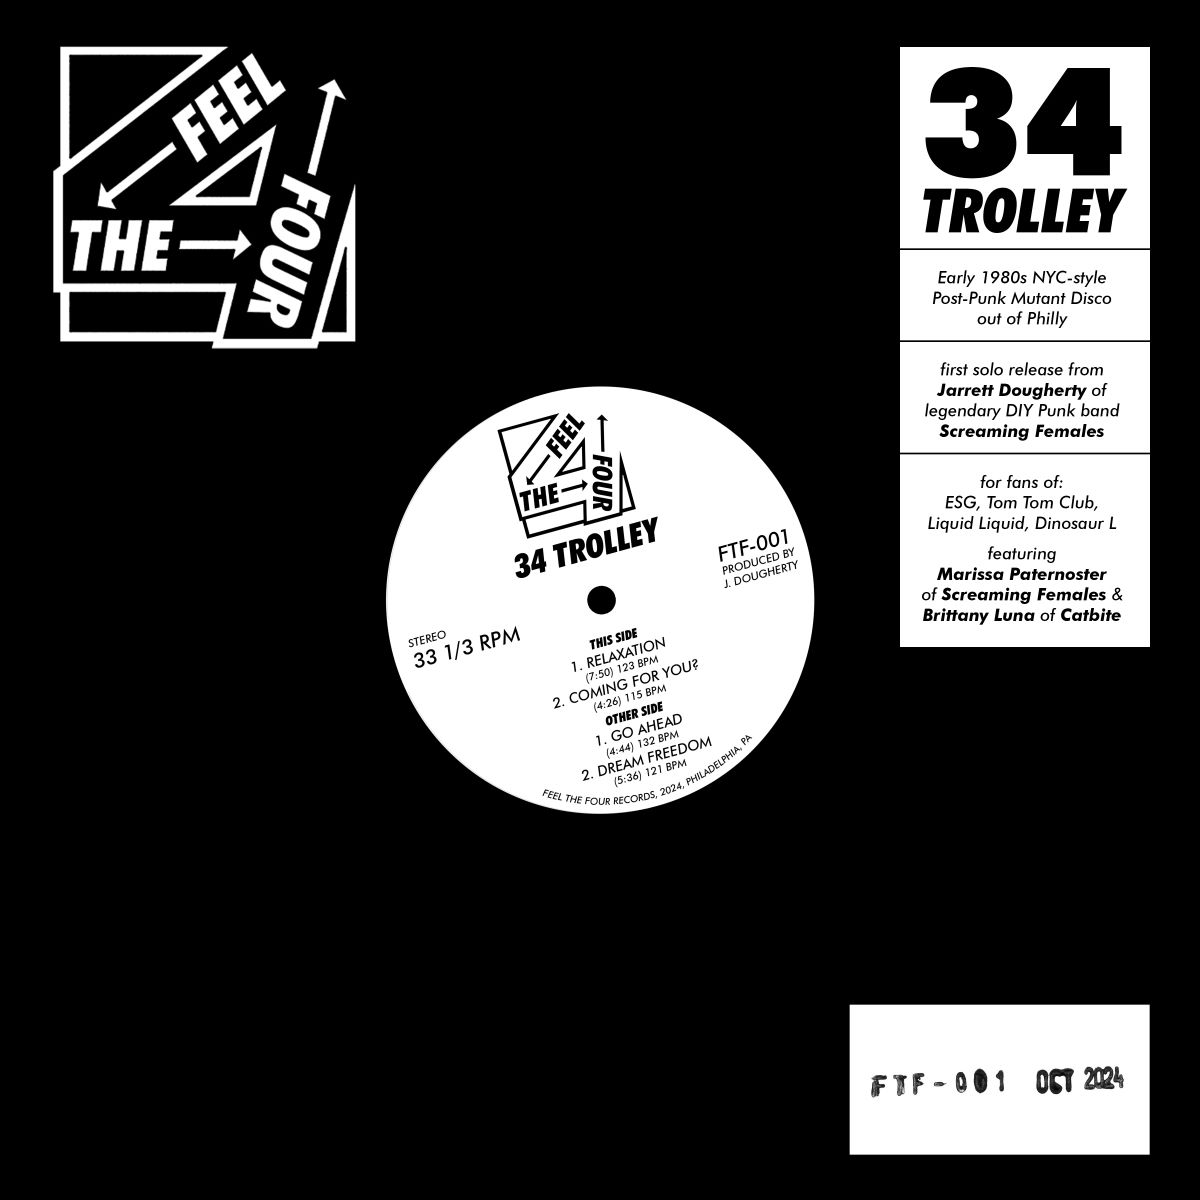 FEEL
THE
FOUR
34
TROLLEY
Early 1980s NYC-style
Post-Punk Mutant Disco
out of Philly
first solo release from
Jarrett Dougherty of
legendary DIY Punk band
Screaming Females
for fans of:
ESG, Tom Tom Club,
Liquid Liquid, Dinosaur L
featuring
Marissa Paternoster
of Screaming Females &
Brittany Luna of Catbite
FEEL
THE
FOUR
34 TROLLEY
FTF-001
PRODUCED BY
J. DOUGHERTY
STEREO
33 1/3 RPM
THIS SIDE
1. RELAXATION
(7:50) 123 BPM
2. COMING FOR YOU?
(4:26) 115 BPM
OTHER SIDE
1. GO AHEAD
(4:44) 132 BPM
2. DREAM FREEDOM
(5:36) 121 BPM
FEEL THE FOUR RECORDS, 2024, PHILADELPHIA, PA
FTF-001 OCT 2024